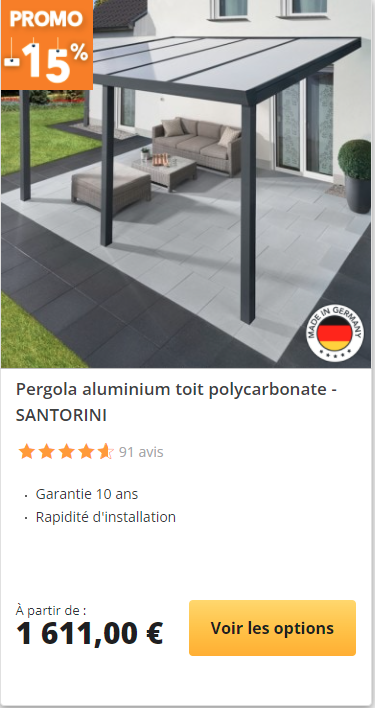 PROMO
-15%
MADE IN GERMANY
Pergola aluminium toit polycarbonate -
SANTORINI
91 avis
· Garantie 10 ans
· Rapidité d'installation
À partir de :
1 611,00 €
Voir les options